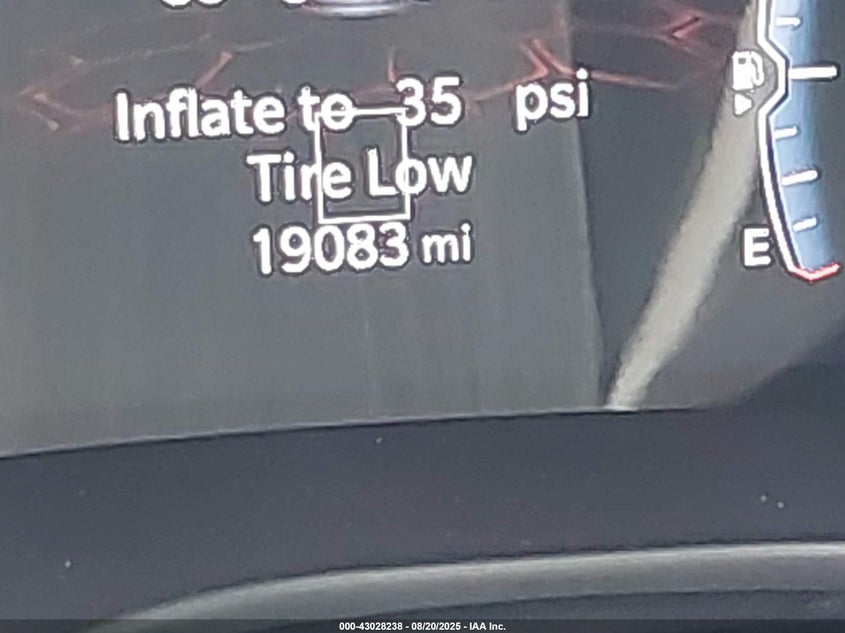 Inflate to 35 psi
Tire Low
19083 mi
E
000-43028238 - 08/20/2025 - IAA Inc.